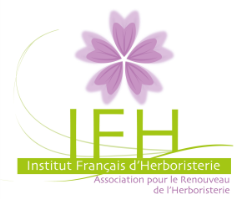 IFH
Institut Français d'Herboristerie
Association pour le Renouveau
de l'Herboristerie